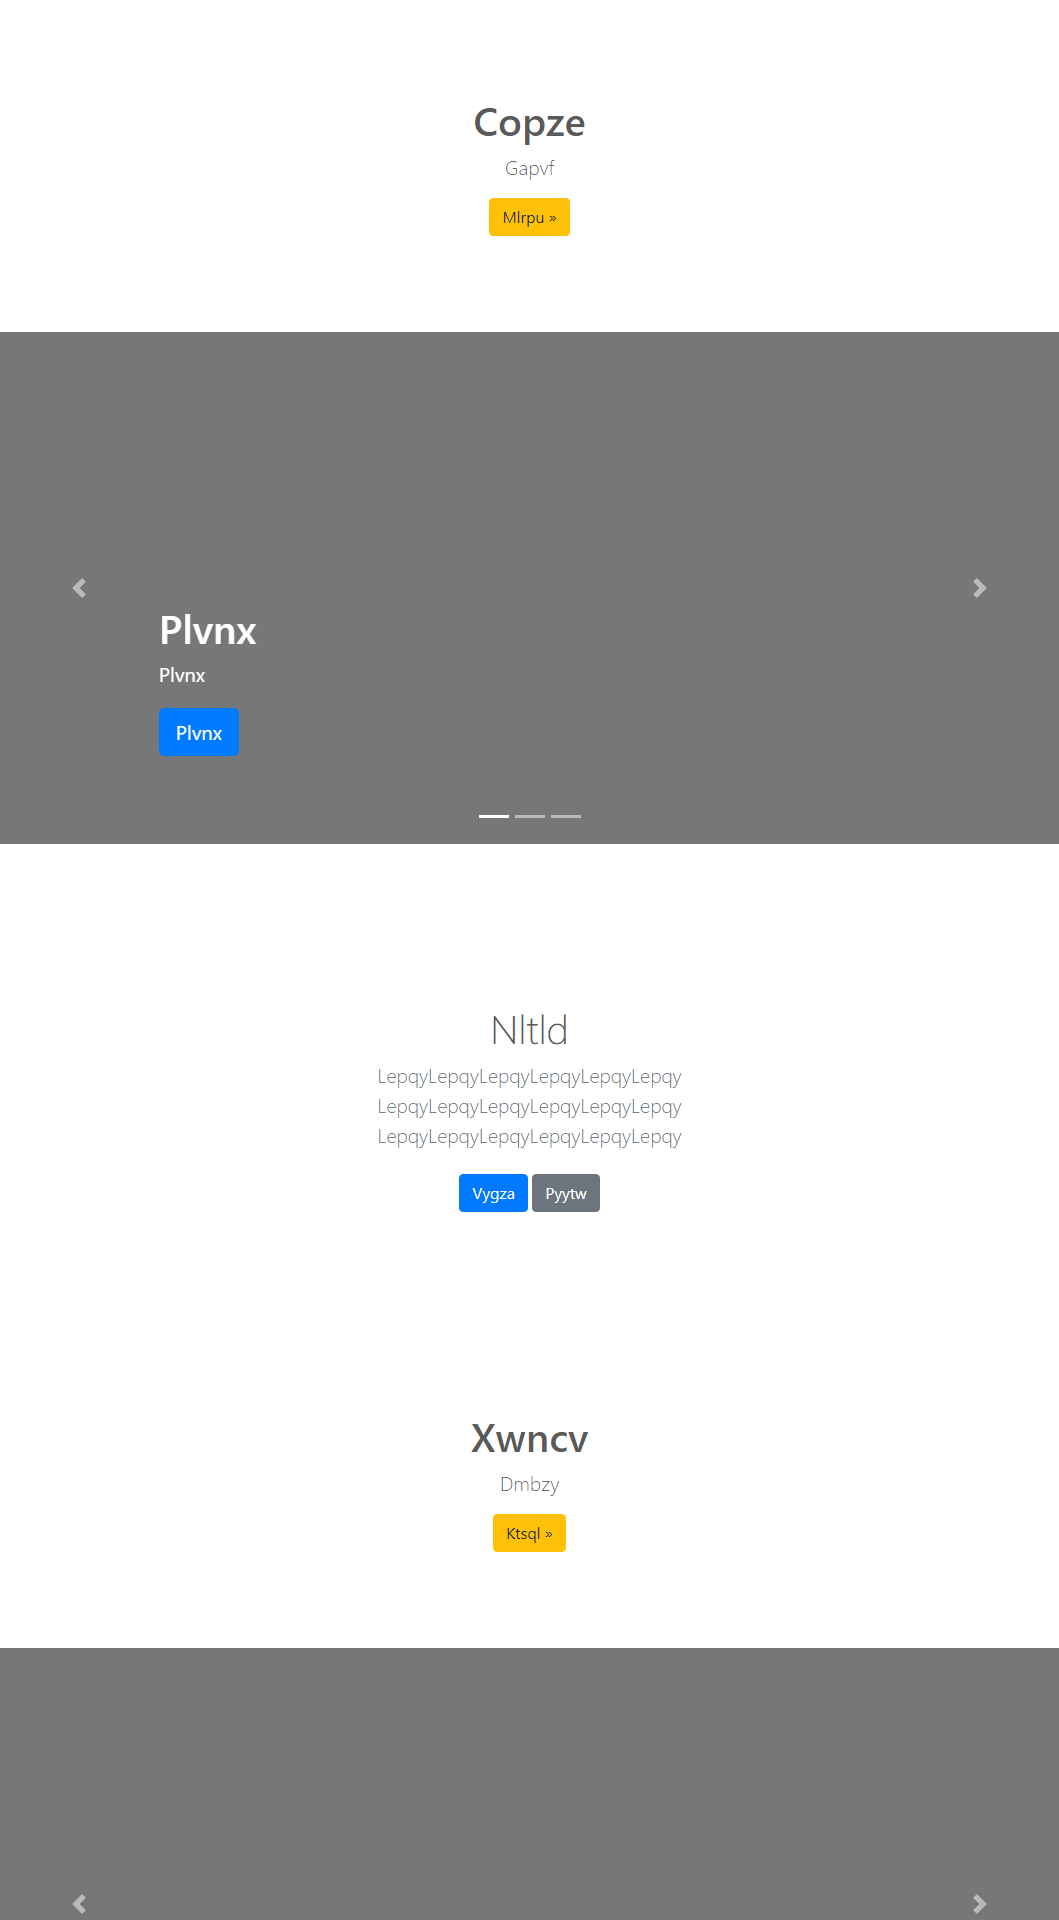 Copze
Gapvf
Mlrpu »
Plvnx
Plvnx
Plvnx
Nltld
LepqyLepqyLepqyLepqyLepqyLepqy
LepqyLepqyLepqyLepqyLepqyLepqy
LepqyLepqyLepqyLepqyLepqyLepqy
Vygza Pyytw
Xwncv
Dmbzy
Ktsql »